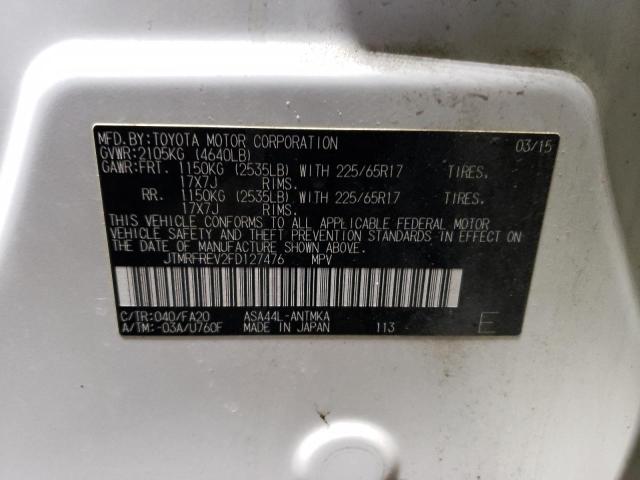 MFD.BY:TOYOTA MOTOR CORPORATION 03/15
GVWR:2105KG (4640LB)
GAWR:FRT. 1150KG (2535LB) WITH 225/65R17 TIRES.
17X7J RIMS.
RR. 1150KG (2535LB) WITH 225/65R17 TIRES.
17X7J RIMS.
THIS VEHICLE CONFORMS TO ALL APPLICABLE FEDERAL MOTOR
VEHICLE SAFETY AND THEFT PREVENTION STANDARDS IN EFFECT ON
THE DATE OF MANUFACTURE SHOWN ABOVE.
JTMRFREV2FD127476 MPV
C/TR:040/FA20 ASA44L-ANTMKA
A/TM:-03A/U760F MADE IN JAPAN 113 E